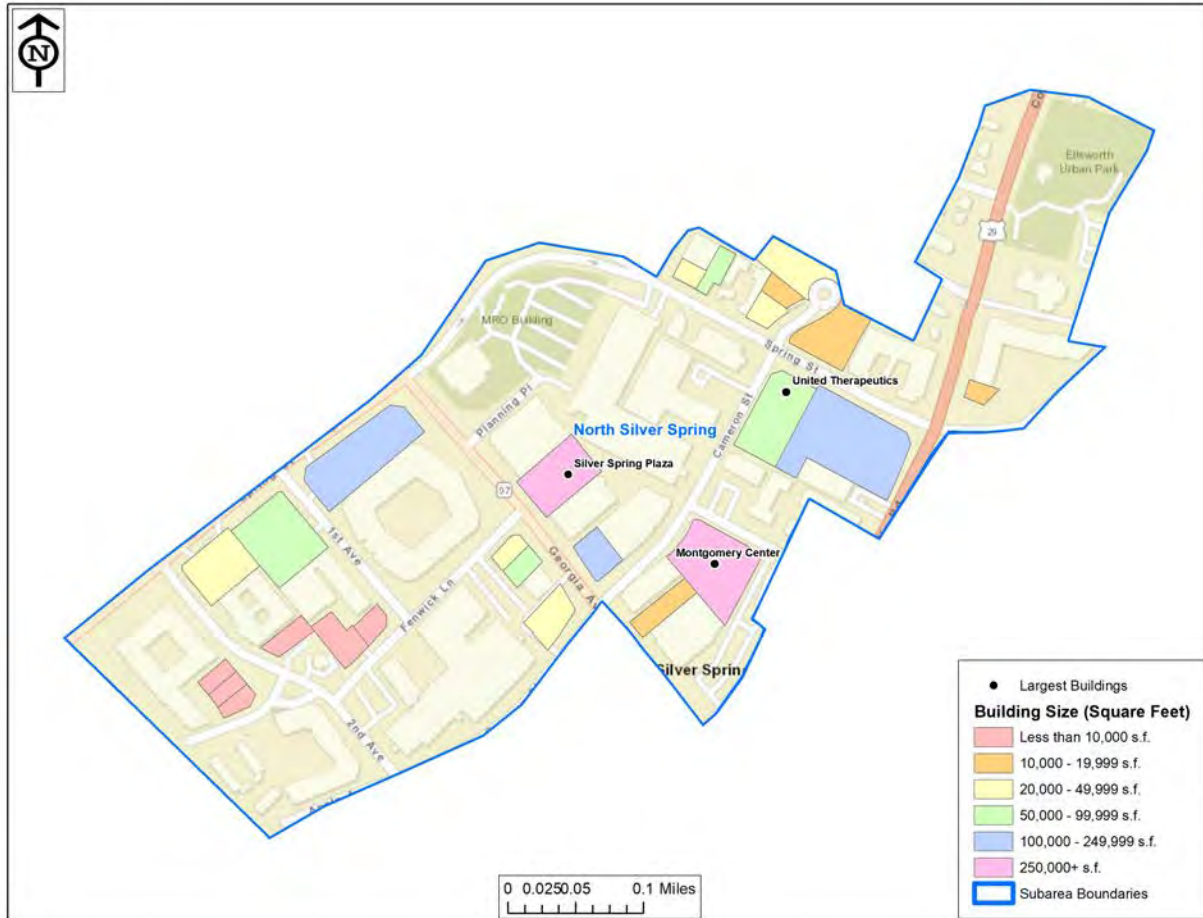 N
Ellsworth
Urban Park
29
MRO Building
Spring St
United Therapeutics
Planning Pl
North Silver Spring
Cameron St
Silver Spring Plaza
97
1st Ave
Georgia Av
Montgomery Center
Fenwick Ln
Silver Sprin
2nd Ave
Largest Buildings
Building Size (Square Feet)
Less than 10,000 s.f.
10,000 - 19,999 s.f.
20,000 - 49,999 s.f.
50,000 - 99,999 s.f.
100,000 - 249,999 s.f.
250,000+ s.f.
Subarea Boundaries
0 0.0250.05 0.1 Miles